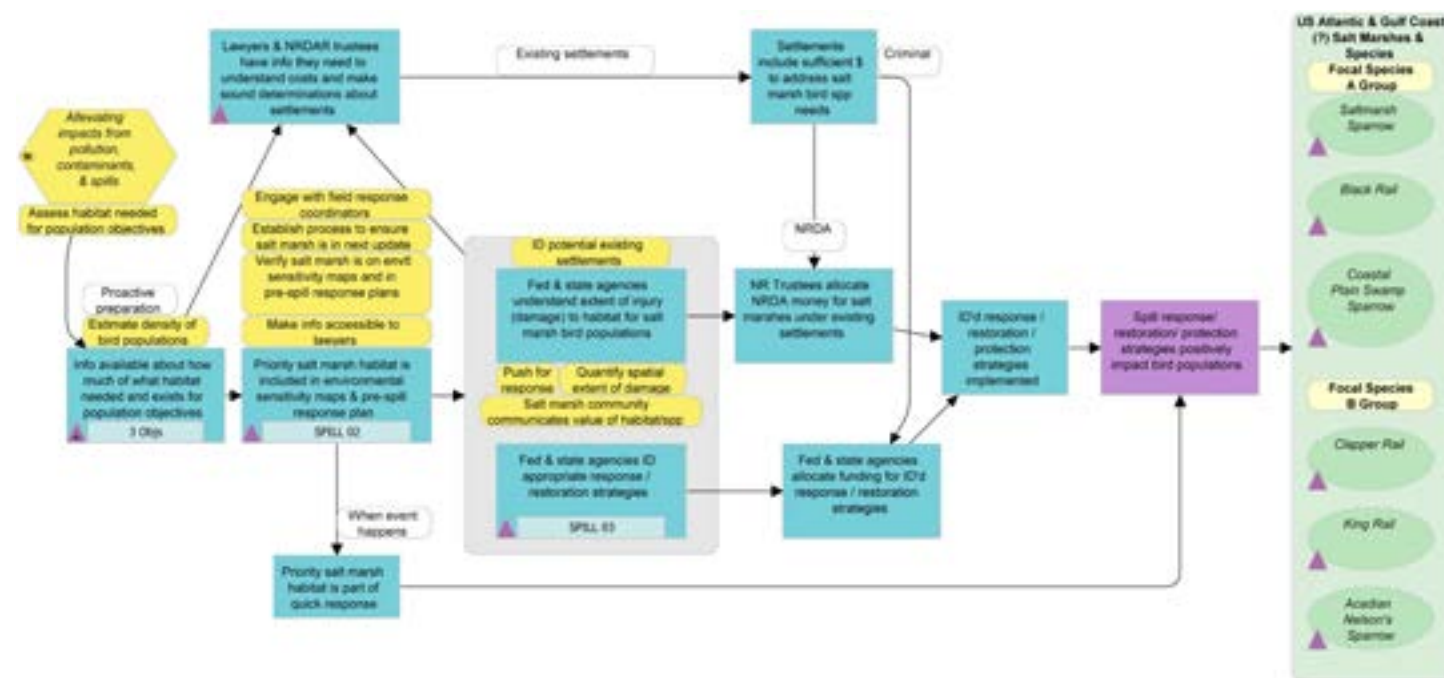 Lawyers & NRDAR trustees
have info they need to
understand costs and make
sound determinations about
settlements
Existing settlements
Settlements
include sufficient $
to address salt
marsh bird spp
needs
Criminal
Alleviating
impacts from
pollution,
contaminants,
& spills
Assess habitat needed
for population objectives
Engage with field response
coordinators
Establish process to ensure
salt marsh is in next update
Verify salt marsh is on envtl
sensitivity maps and in
pre-spill response plans
Make info accessible to
lawyers
Proactive
preparation
Estimate density of
bird populations
Info available about how
much of what habitat
needed and exists for
population objectives
3 Objs
Priority salt marsh habitat is
included in environmental
sensitivity maps & pre-spill
response plan
SPILL 02
When event
happens
Priority salt marsh
habitat is part of
quick response
ID potential existing
settlements
Fed & state agencies
understand extent of injury
(damage) to habitat for salt
marsh bird populations
Push for
response
Quantify spatial
extent of damage
Salt marsh community
communicates value of habitat/spp
Fed & state agencies ID
appropriate response /
restoration strategies
SPILL 03
NRDA
NR Trustees allocate
NRDA money for salt
marshes under existing
settlements
Fed & state agencies
allocate funding for ID'd
response / restoration
strategies
ID'd response /
restoration /
protection
strategies
implemented
Spill response/
restoration/ protection
strategies positively
impact bird populations
US Atlantic & Gulf Coast
(?) Salt Marshes &
Species
Focal Species
A Group
Saltmarsh
Sparrow
Black Rail
Coastal
Plain Swamp
Sparrow
Focal Species
B Group
Clapper Rail
King Rail
Acadian
Nelson's
Sparrow